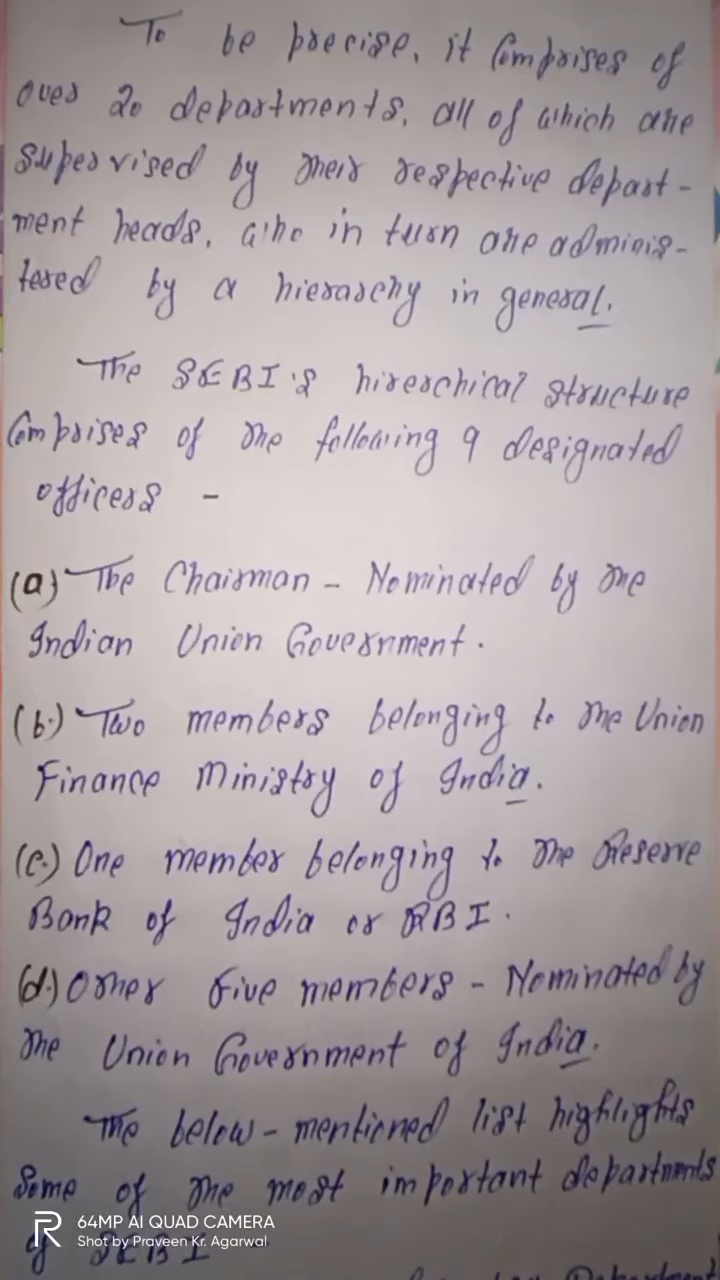 To be precise, it Comprises of
over 20 departments, all of which are
supervised by their respective depart-
ment heads, who in turn are adminis-
tered by a hierarchy in general.
The SEBI's hirerchical structure
Comprises of the following 9 designated
officers -
(a) The Chairman - Nominated by the
Indian Union Government.
(b.) Two members belonging to the Union
Finance Ministry of India.
(c.) One member belonging to the Reserve
Bank of India or RBI.
(d.) Other Five members - Nominated by
the Union Government of India.
The below-mentioned list highlights
Some of the most important departments
of SEBI
64MP AI QUAD CAMERA
Shot by Praveen Kr. Agarwal